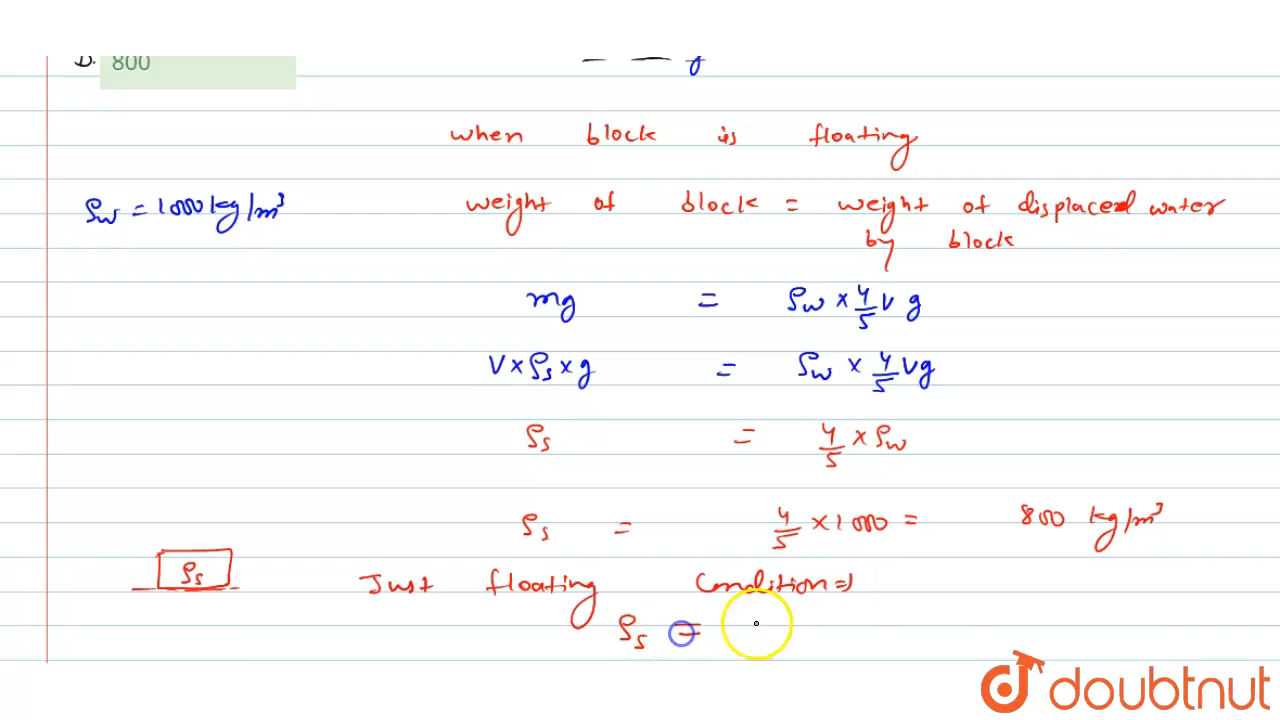 D. 800
when block is floating
ρw = 1000 kg/m³
weight of block = weight of displaced water
by block
mg = ρw × 4/5 V g
V × ρs × g = ρw × 4/5 Vg
ρs = 4/5 × ρw
ρs = 4/5 × 1000 = 800 kg/m³
ρs
Just floating Condition ⇒
ρs =
doubtnut